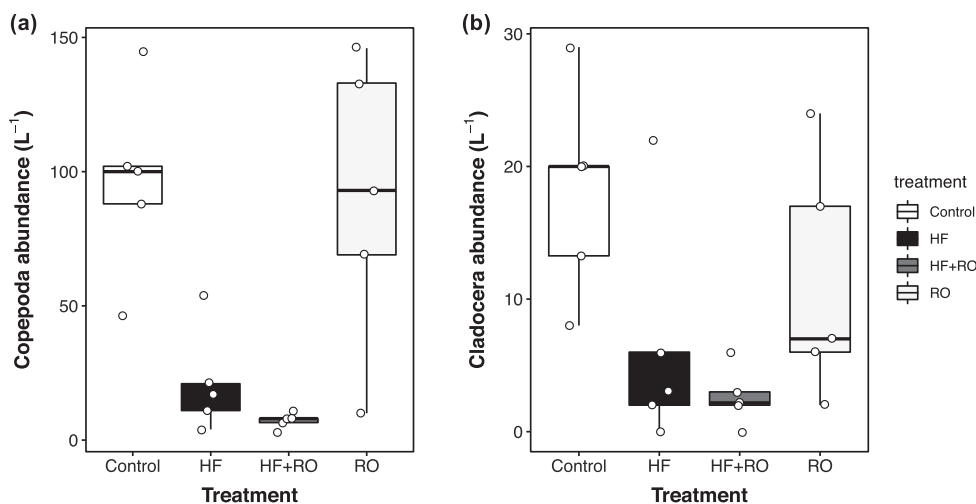 (a)
Copepoda abundance (L⁻¹)
150
100
50
0
Control HF HF+RO RO
Treatment
(b)
Cladocera abundance (L⁻¹)
30
20
10
0
Control HF HF+RO RO
Treatment
treatment
Control
HF
HF+RO
RO